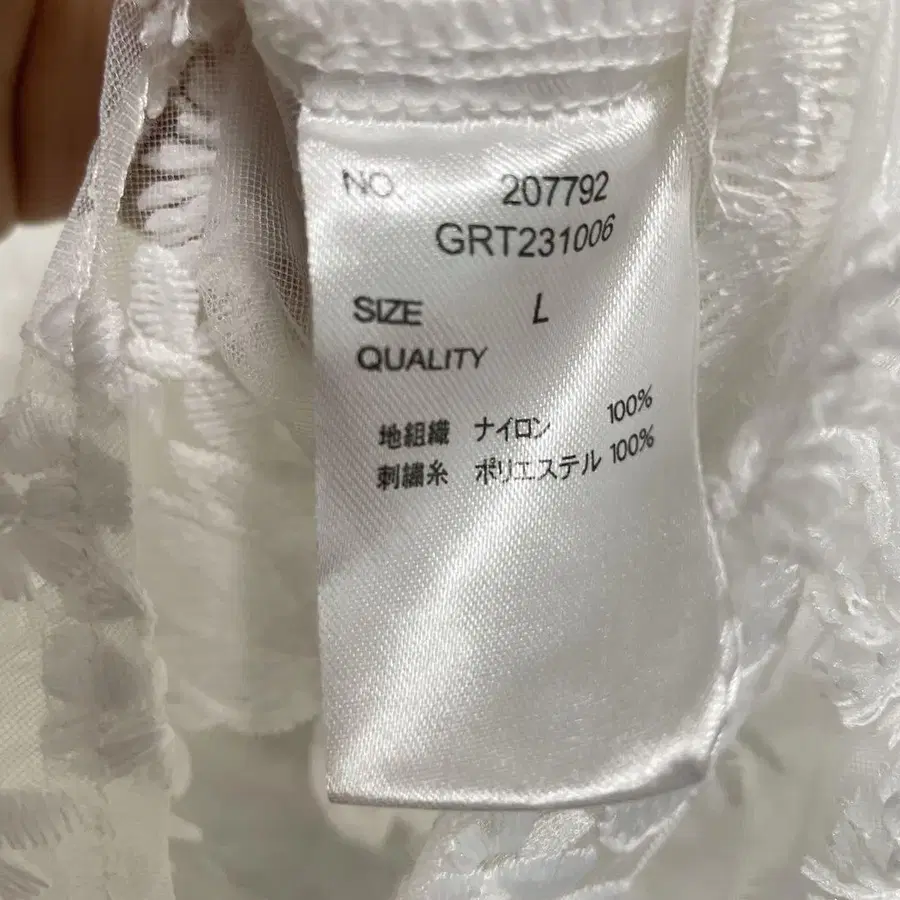 NO. 207792
GRT231006
SIZE L
QUALITY
地組織 ナイロン 100%
刺繍糸 ポリエステル 100%